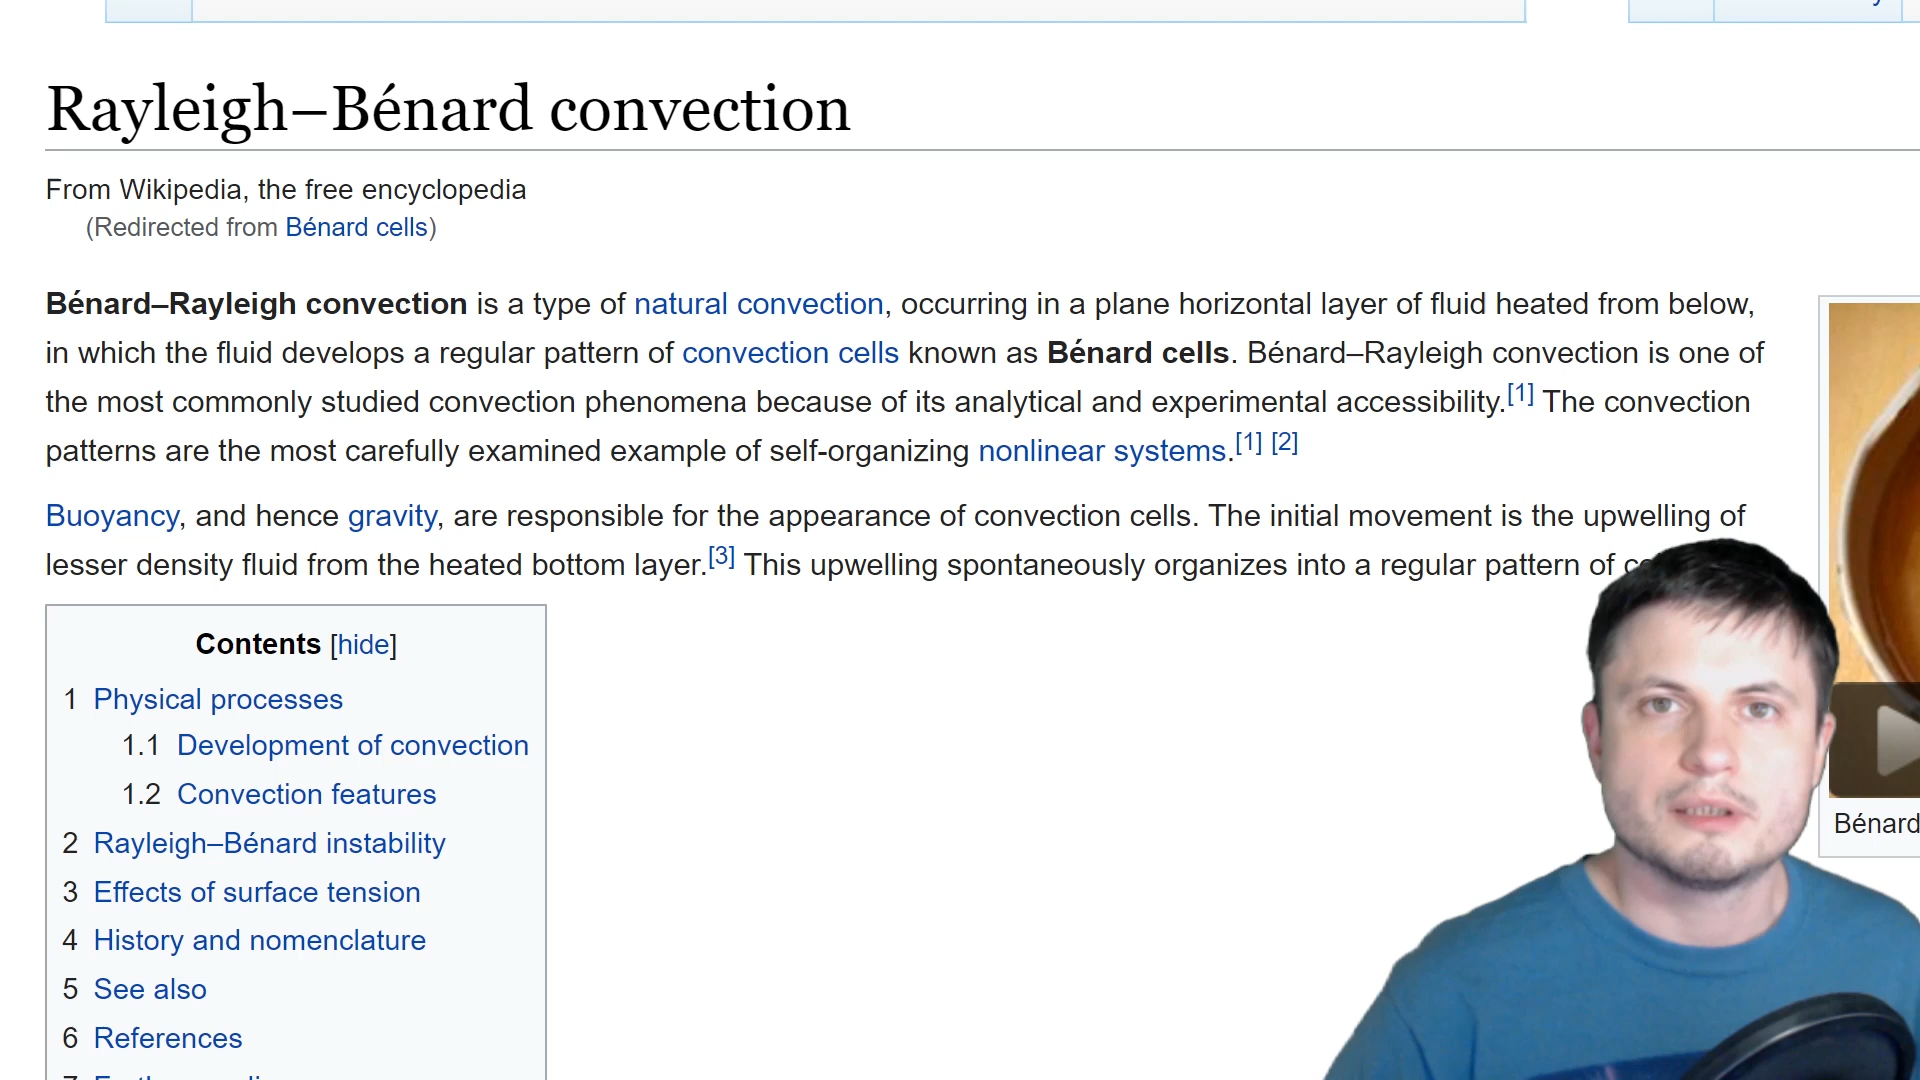 Rayleigh–Bénard convection
From Wikipedia, the free encyclopedia
(Redirected from Bénard cells)
Bénard–Rayleigh convection is a type of natural convection, occurring in a plane horizontal layer of fluid heated from below,
in which the fluid develops a regular pattern of convection cells known as Bénard cells. Bénard–Rayleigh convection is one of
the most commonly studied convection phenomena because of its analytical and experimental accessibility.[1] The convection
patterns are the most carefully examined example of self-organizing nonlinear systems.[1] [2]
Buoyancy, and hence gravity, are responsible for the appearance of convection cells. The initial movement is the upwelling of
lesser density fluid from the heated bottom layer.[3] This upwelling spontaneously organizes into a regular pattern of
Contents [hide]
1 Physical processes
1.1 Development of convection
1.2 Convection features
2 Rayleigh–Bénard instability
3 Effects of surface tension
4 History and nomenclature
5 See also
6 References
Bénard